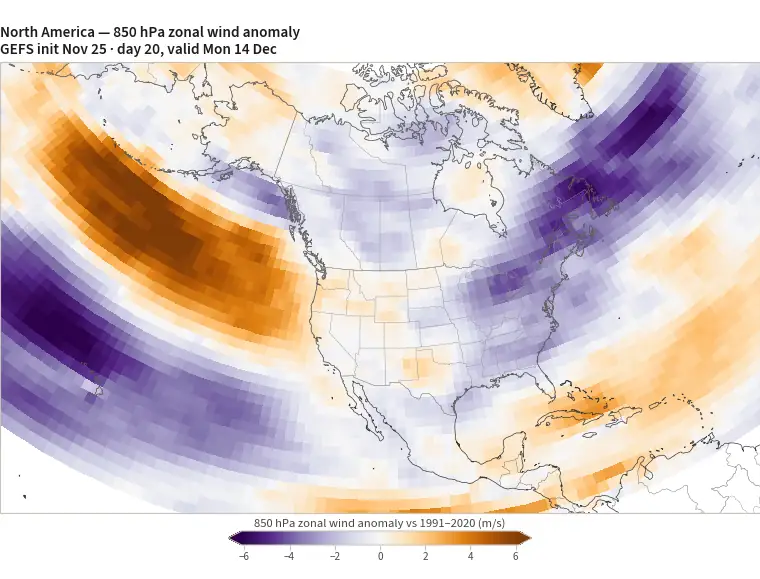 North America — 850 hPa zonal wind anomaly
GEFS init Nov 25 · day 20, valid Mon 14 Dec
850 hPa zonal wind anomaly vs 1991–2020 (m/s)
−6 −4 −2 0 2 4 6